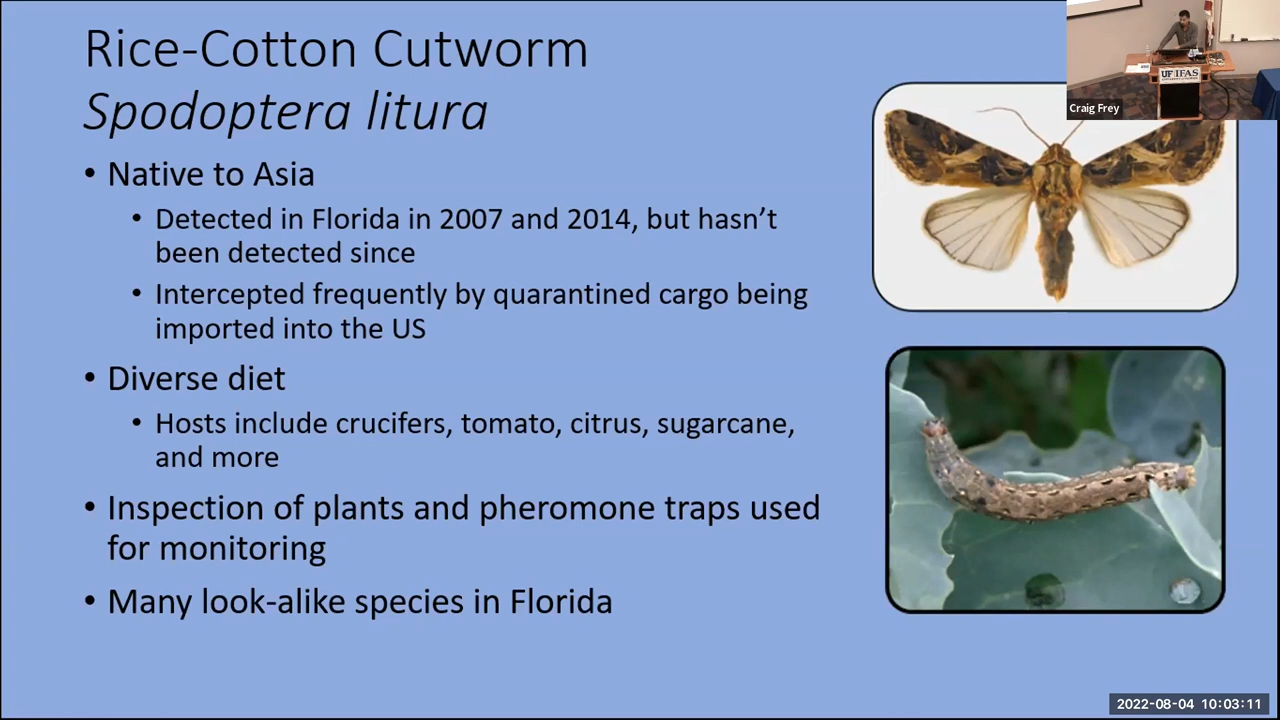 Rice-Cotton Cutworm
Spodoptera litura
• Native to Asia
• Detected in Florida in 2007 and 2014, but hasn’t
been detected since
• Intercepted frequently by quarantined cargo being
imported into the US
• Diverse diet
• Hosts include crucifers, tomato, citrus, sugarcane,
and more
• Inspection of plants and pheromone traps used
for monitoring
• Many look-alike species in Florida
UF IFAS
Craig Frey
2022-08-04 10:03:11